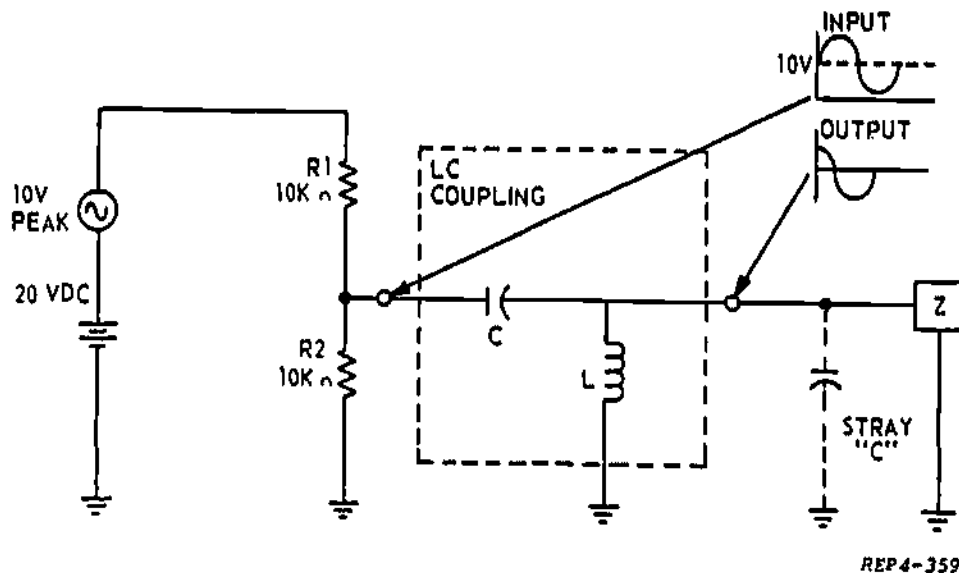 INPUT
10V
OUTPUT
R1
10K Ω
LC
COUPLING
10V
PEAK
20 VDC
C
Z
R2
10K Ω
L
STRAY
"C"
REP4-359